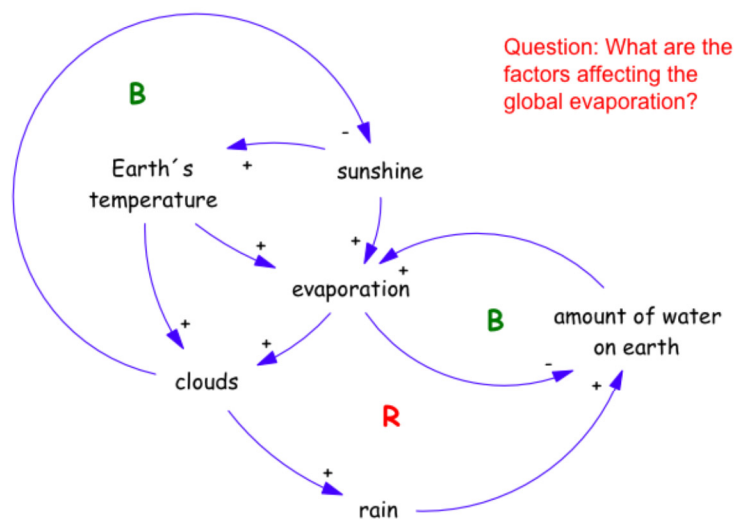 Question: What are the
factors affecting the
global evaporation?
B
-
+
Earth´s
temperature
sunshine
+
+
+
evaporation
B
amount of water
on earth
+
+
-
+
clouds
R
+
rain